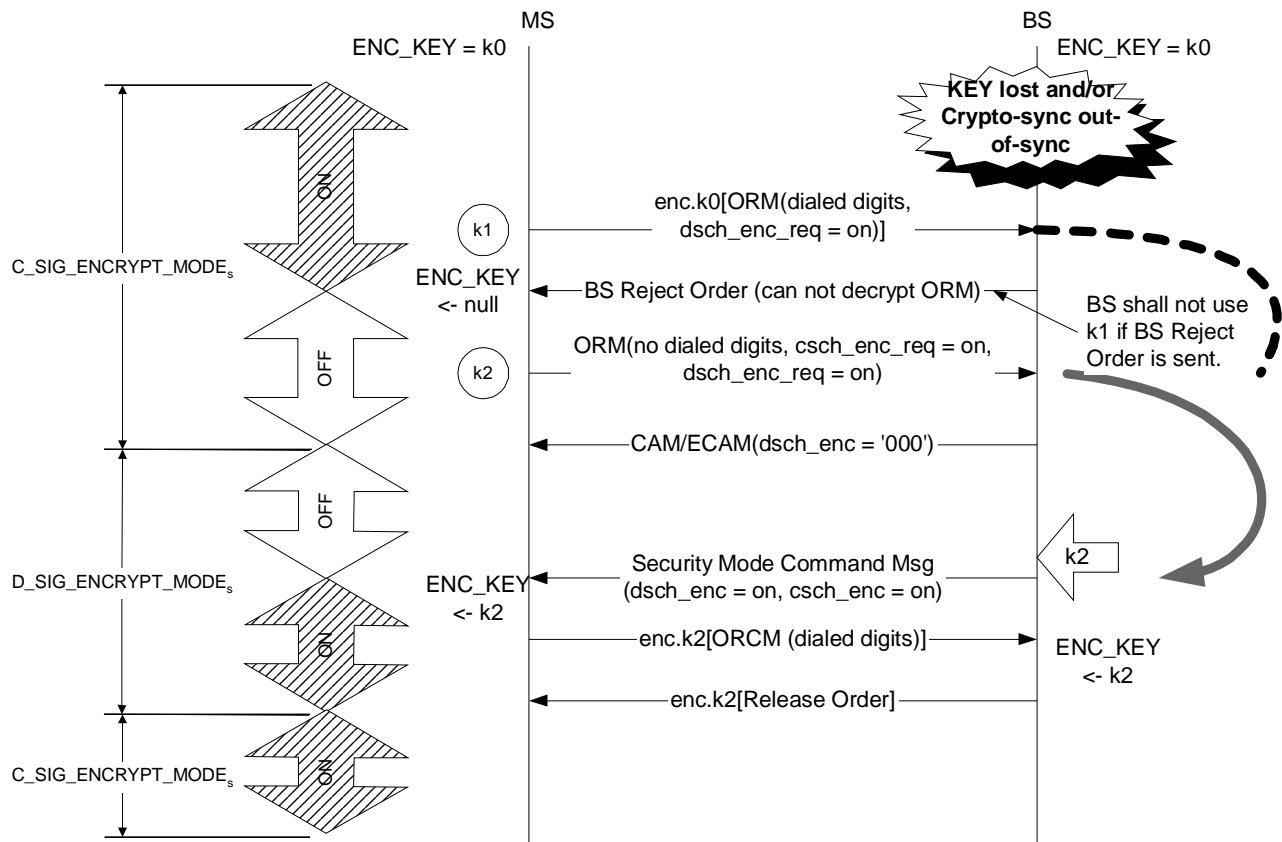 MS
BS
ENC_KEY = k0
ENC_KEY = k0
KEY lost and/or
Crypto-sync out-
of-sync
ON
enc.k0[ORM(dialed digits,
dsch_enc_req = on)]
k1
C_SIG_ENCRYPT_MODEs
ENC_KEY
<- null
BS Reject Order (can not decrypt ORM)
BS shall not use
k1 if BS Reject
Order is sent.
OFF
ORM(no dialed digits, csch_enc_req = on,
dsch_enc_req = on)
k2
CAM/ECAM(dsch_enc = '000')
OFF
k2
D_SIG_ENCRYPT_MODEs
Security Mode Command Msg
(dsch_enc = on, csch_enc = on)
ENC_KEY
<- k2
ON
enc.k2[ORCM (dialed digits)]
ENC_KEY
<- k2
enc.k2[Release Order]
C_SIG_ENCRYPT_MODEs
ON